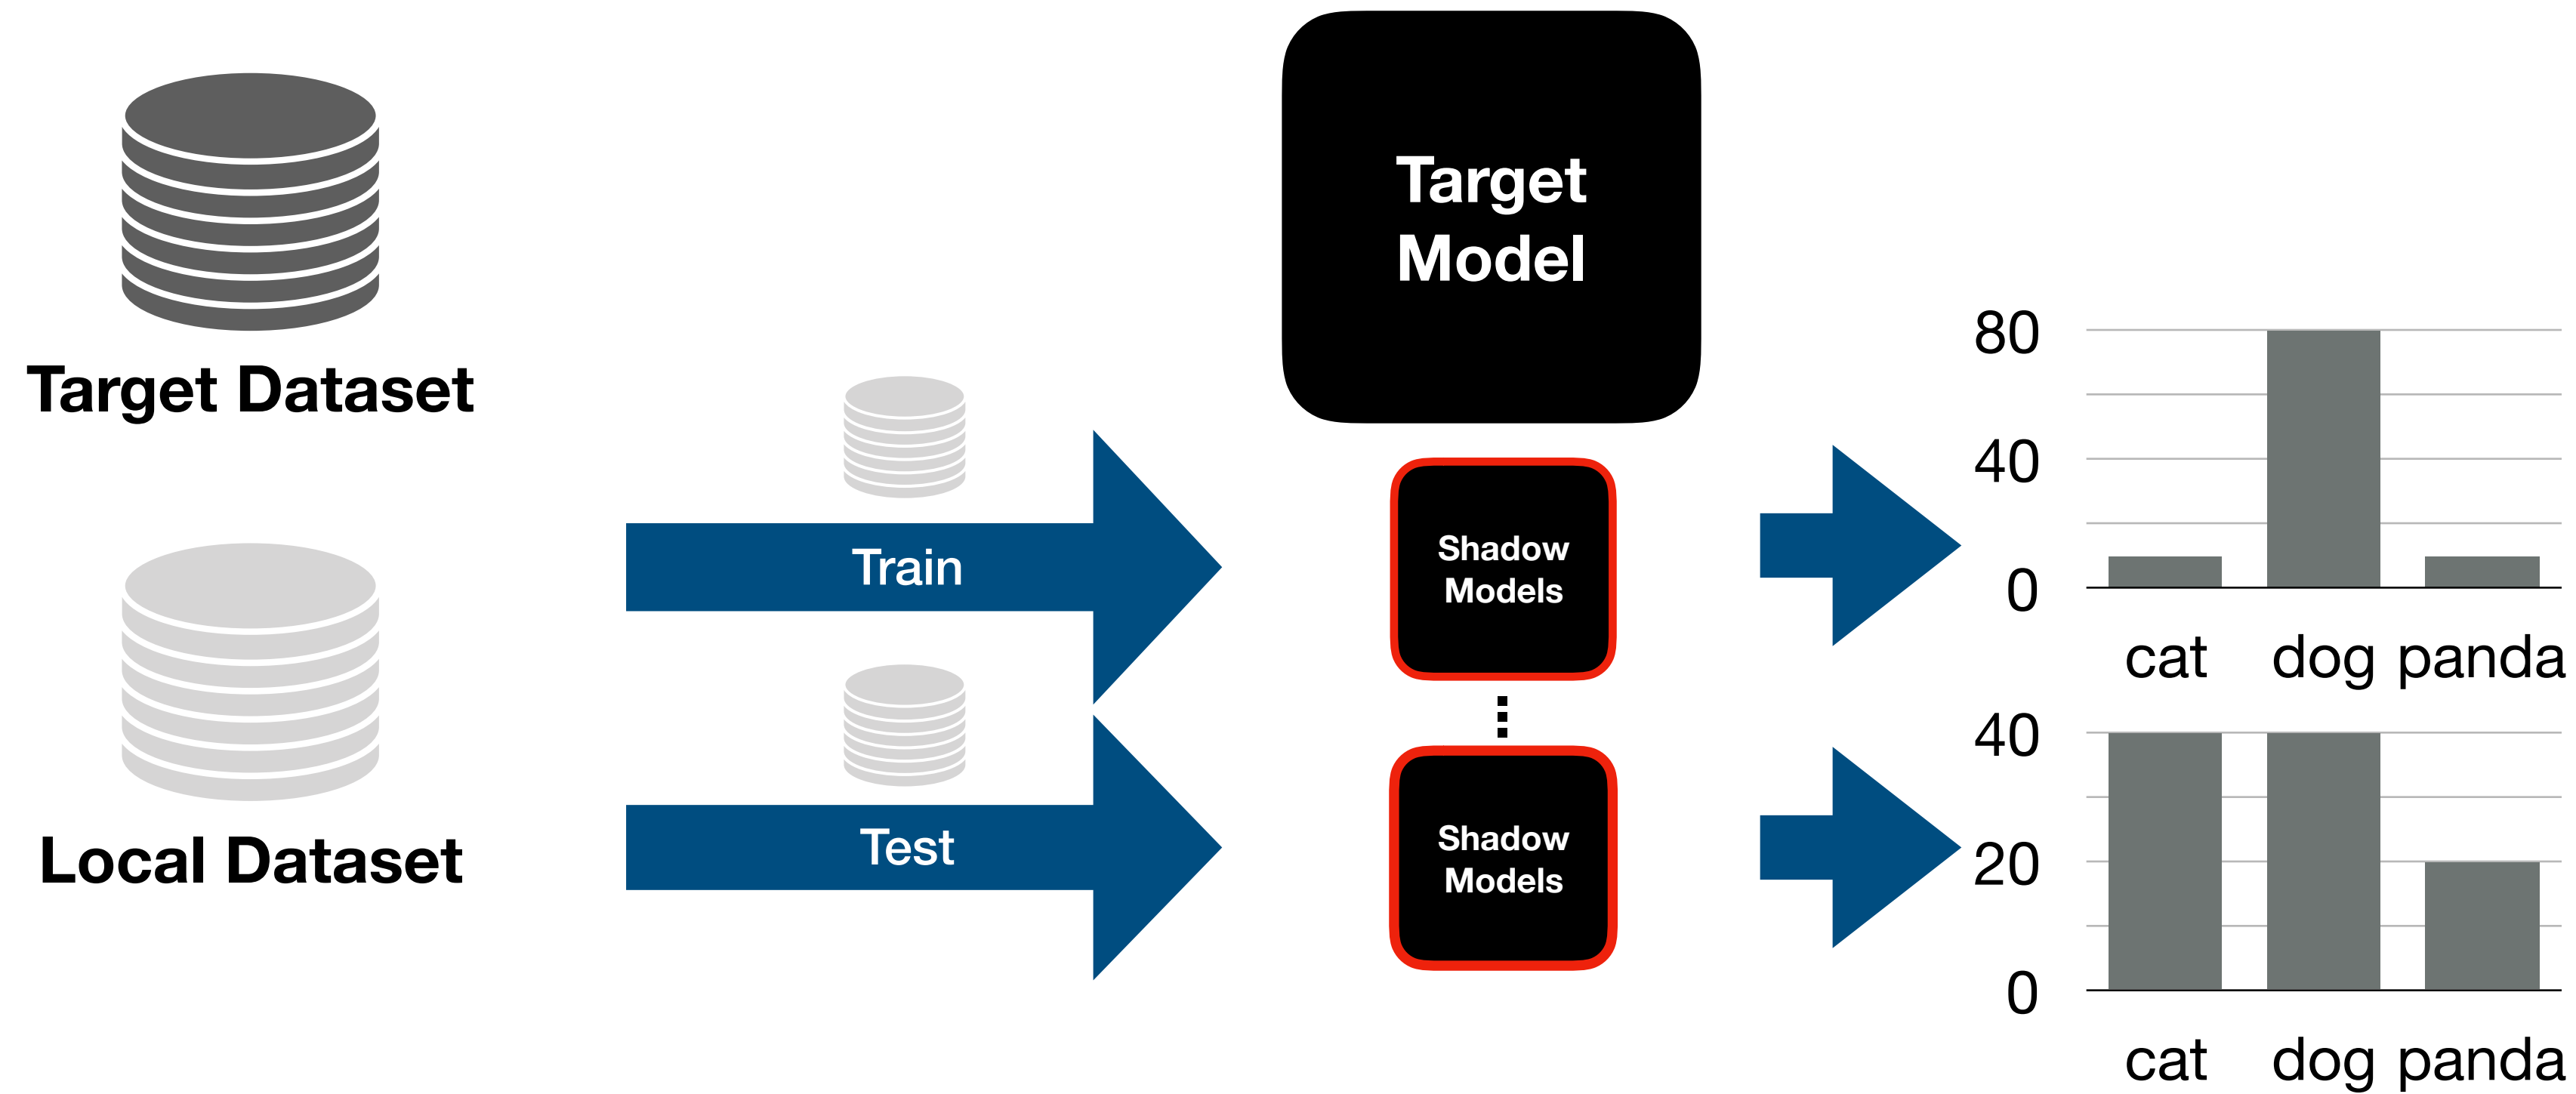 Target Dataset
Local Dataset
Train
Test
Target
Model
Shadow
Models
Shadow
Models
80
40
0
cat dog panda
40
20
0
cat dog panda